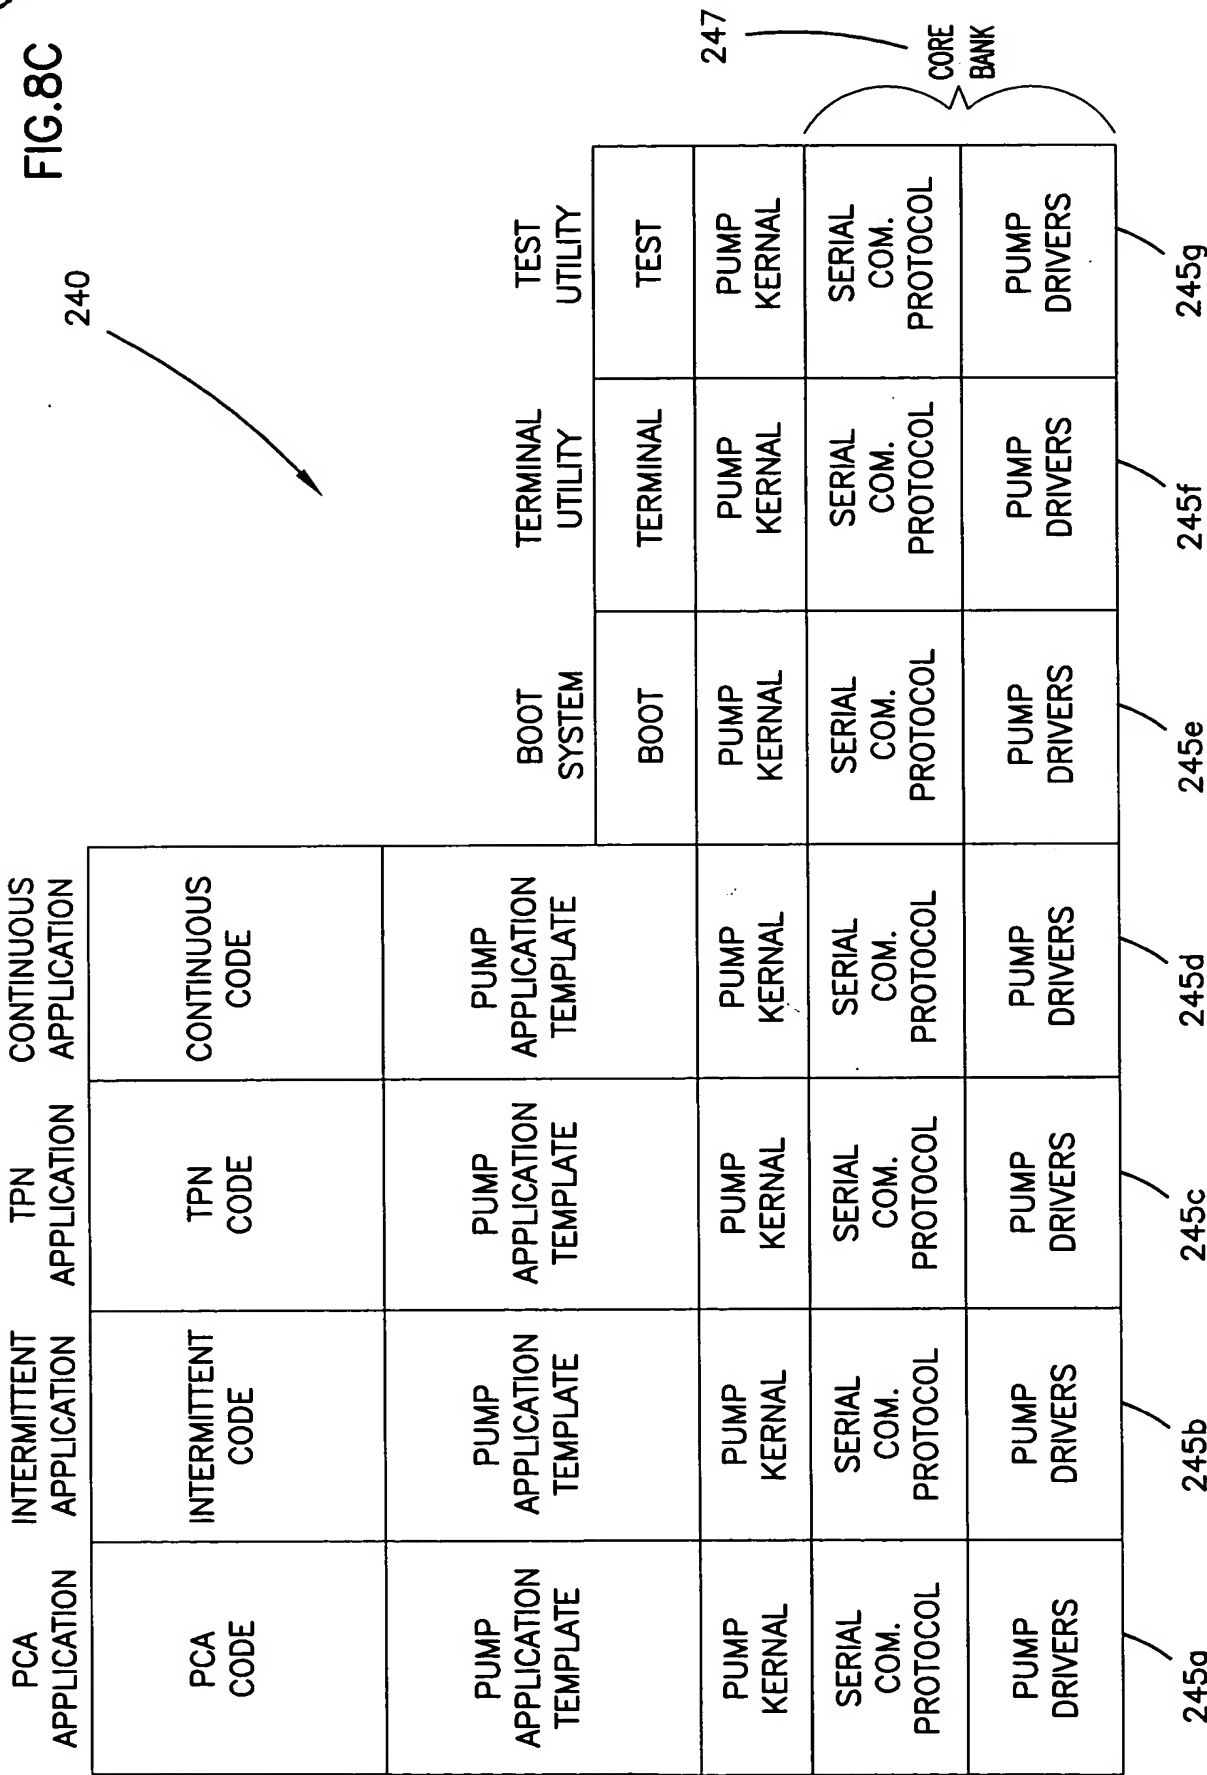 FIG.8C
240
PCA
APPLICATION
INTERMITTENT
APPLICATION
TPN
APPLICATION
CONTINUOUS
APPLICATION
BOOT
SYSTEM
TERMINAL
UTILITY
TEST
UTILITY
PCA
CODE
INTERMITTENT
CODE
TPN
CODE
CONTINUOUS
CODE
PUMP
APPLICATION
TEMPLATE
PUMP
APPLICATION
TEMPLATE
PUMP
APPLICATION
TEMPLATE
PUMP
APPLICATION
TEMPLATE
BOOT
TERMINAL
TEST
PUMP
KERNAL
PUMP
KERNAL
PUMP
KERNAL
PUMP
KERNAL
PUMP
KERNAL
PUMP
KERNAL
PUMP
KERNAL
SERIAL
COM.
PROTOCOL
SERIAL
COM.
PROTOCOL
SERIAL
COM.
PROTOCOL
SERIAL
COM.
PROTOCOL
SERIAL
COM.
PROTOCOL
SERIAL
COM.
PROTOCOL
SERIAL
COM.
PROTOCOL
PUMP
DRIVERS
PUMP
DRIVERS
PUMP
DRIVERS
PUMP
DRIVERS
PUMP
DRIVERS
PUMP
DRIVERS
PUMP
DRIVERS
247
CORE
BANK
245a
245b
245c
245d
245e
245f
245g